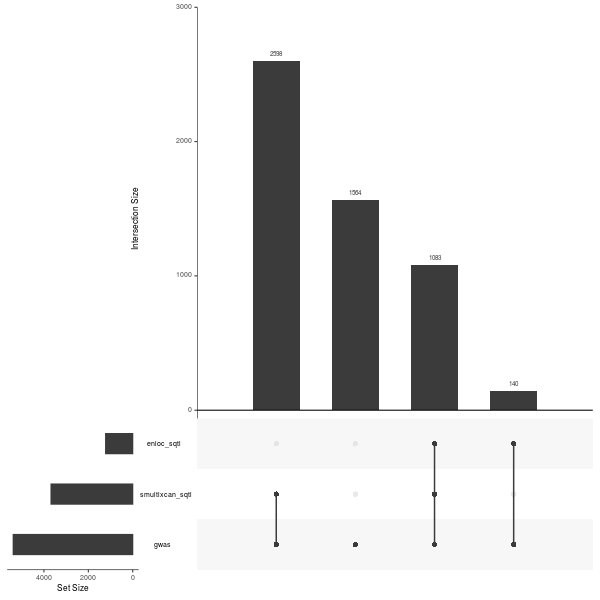 3000
2598
2000
1564
Intersection Size
1083
1000
140
0
enloc_sqtl
smultixcan_sqtl
gwas
4000 2000 0
Set Size